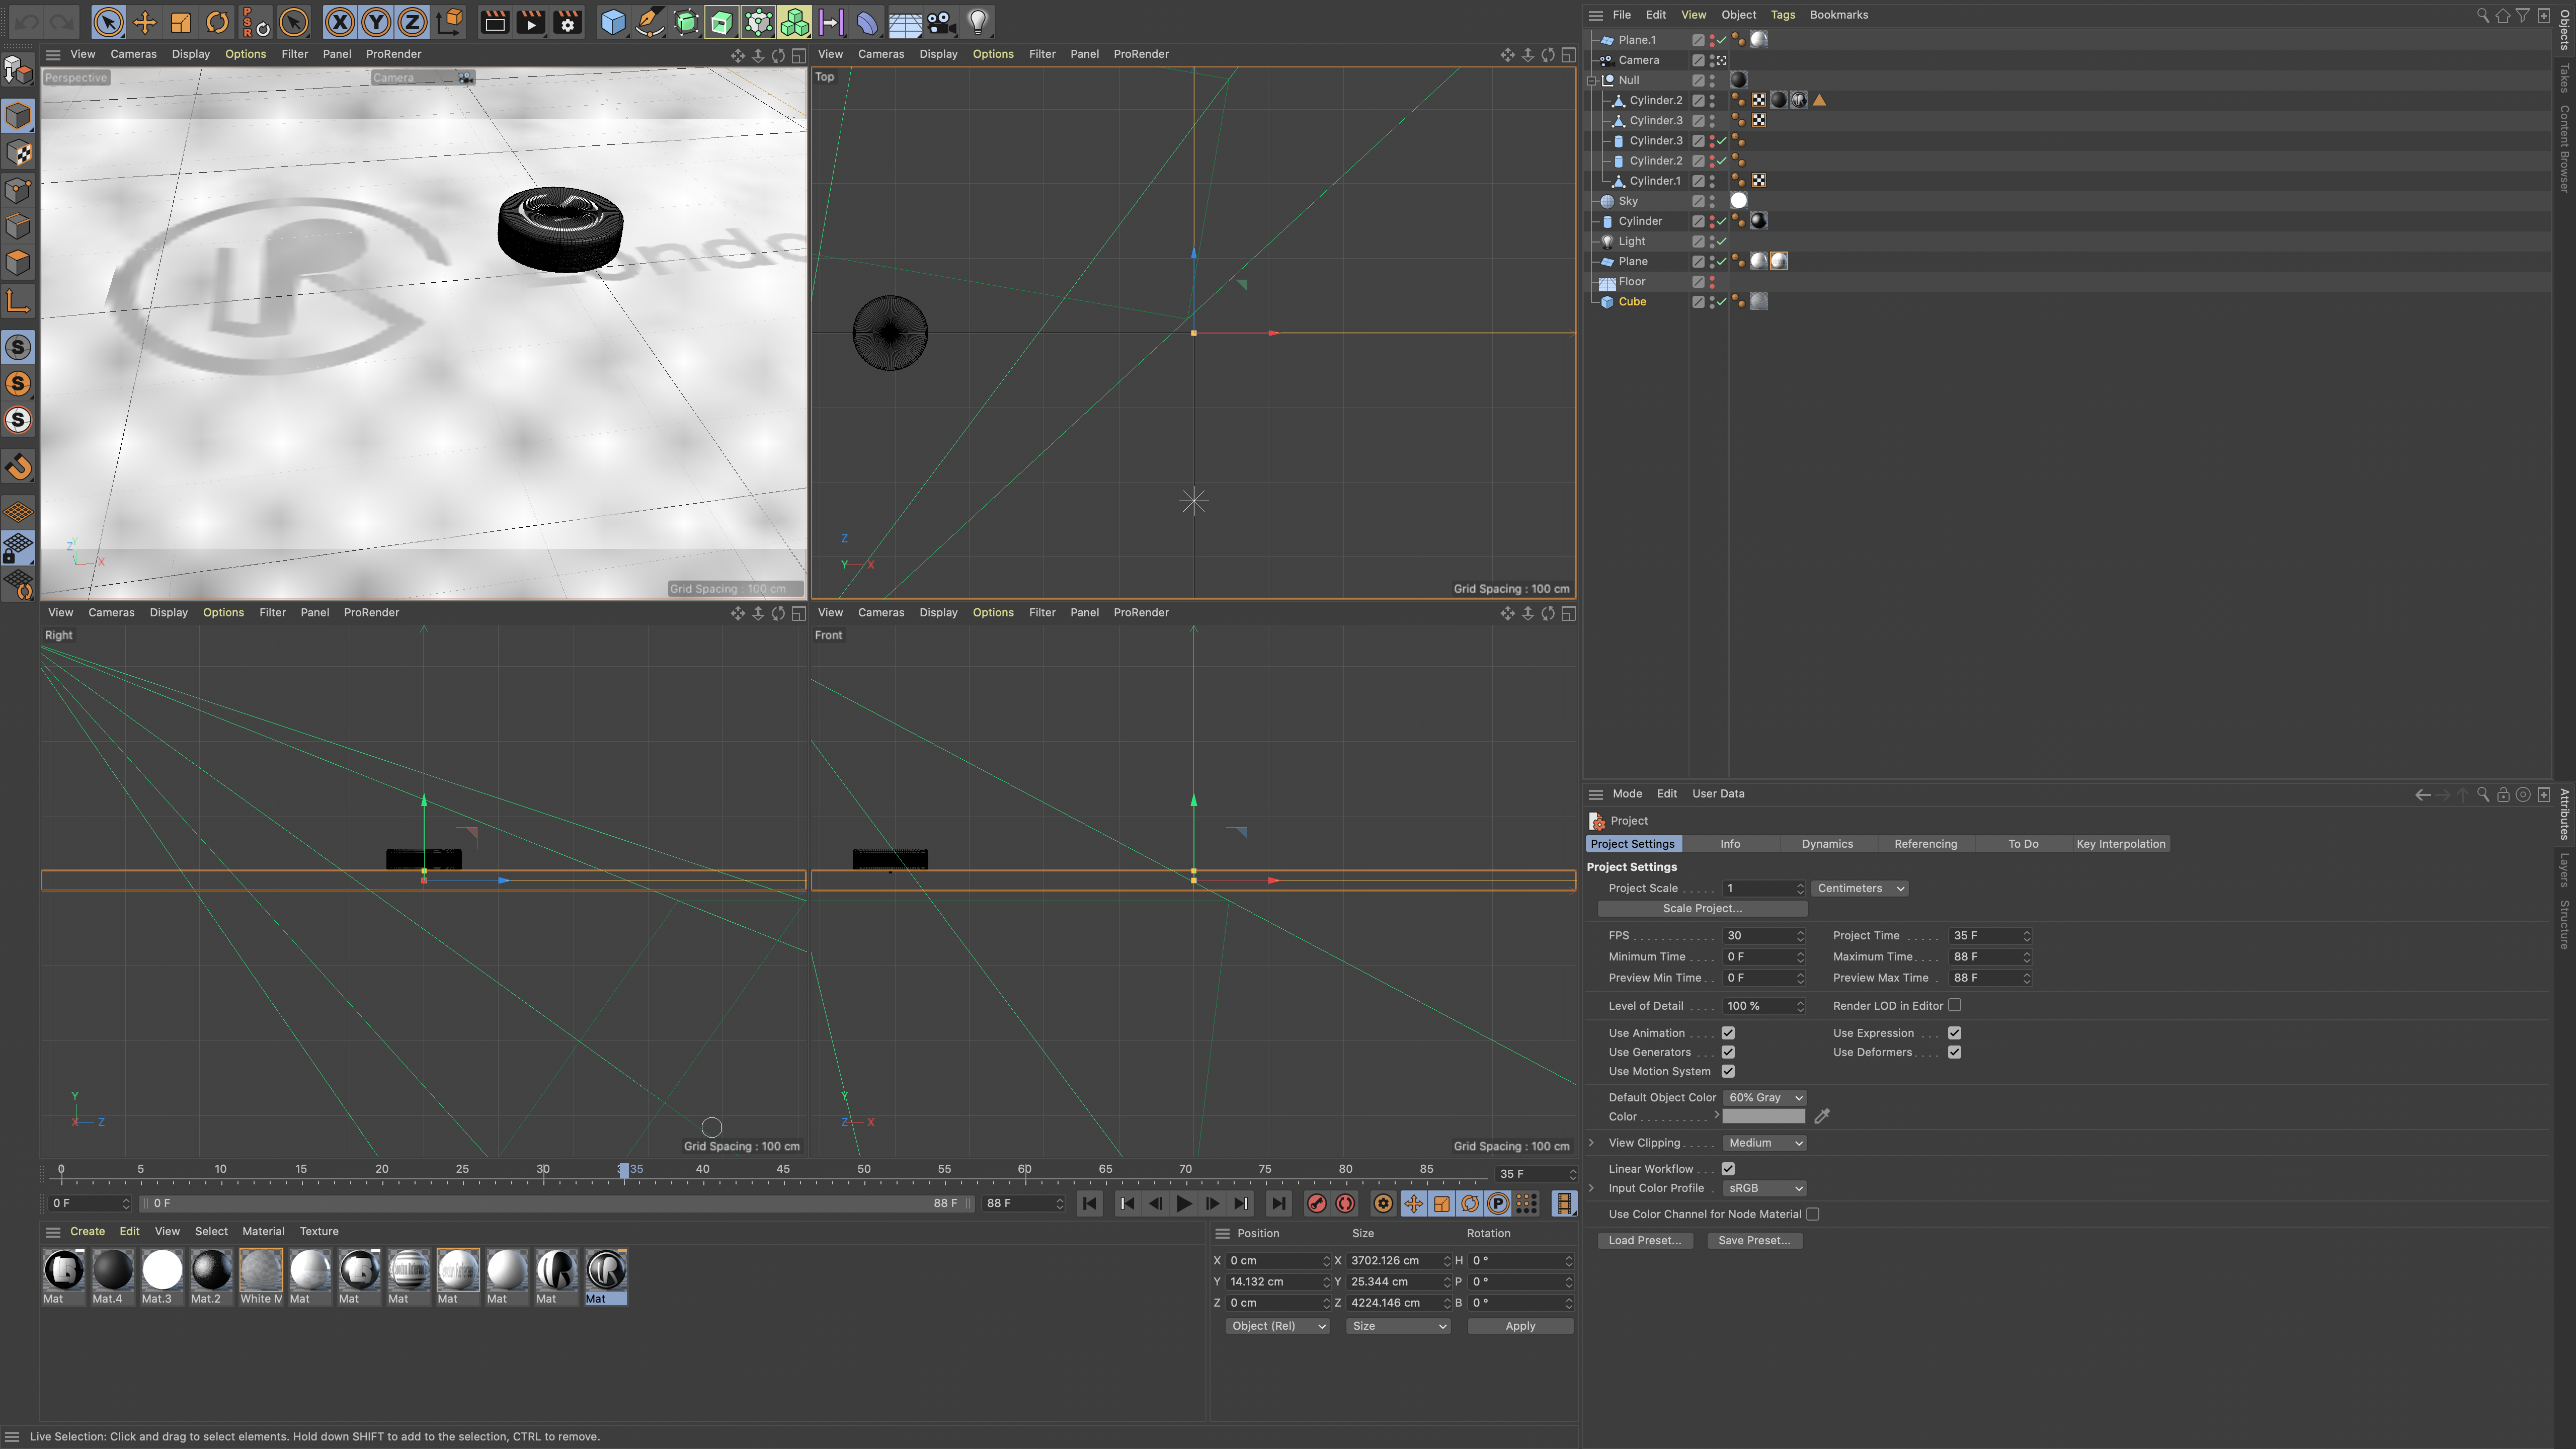 File Edit View Object Tags Bookmarks
View Cameras Display Options Filter Panel ProRender
View Cameras Display Options Filter Panel ProRender
Perspective
Camera
Top
Grid Spacing : 100 cm
Grid Spacing : 100 cm
View Cameras Display Options Filter Panel ProRender
View Cameras Display Options Filter Panel ProRender
Right
Front
Grid Spacing : 100 cm
Grid Spacing : 100 cm
Plane.1
Camera
Null
Cylinder.2
Cylinder.3
Cylinder.3
Cylinder.2
Cylinder.1
Sky
Cylinder
Light
Plane
Floor
Cube
Objects
Takes
Content Browser
Mode Edit User Data
Project
Project Settings Info Dynamics Referencing To Do Key Interpolation
Project Settings
Project Scale 1 Centimeters
Scale Project...
FPS 30 Project Time 35 F
Minimum Time 0 F Maximum Time 88 F
Preview Min Time 0 F Preview Max Time 88 F
Level of Detail 100 % Render LOD in Editor
Use Animation Use Expression
Use Generators Use Deformers
Use Motion System
Default Object Color 60% Gray
Color
View Clipping Medium
Linear Workflow
Input Color Profile sRGB
Use Color Channel for Node Material
Load Preset... Save Preset...
Attributes
Layers
Structure
0 5 10 15 20 25 30 35 40 45 50 55 60 65 70 75 80 85
35 F
0 F 0 F 88 F 88 F
Create Edit View Select Material Texture
Mat Mat.4 Mat.3 Mat.2 White M Mat Mat Mat Mat Mat Mat Mat
Position Size Rotation
X 0 cm X 3702.126 cm H 0 °
Y 14.132 cm Y 25.344 cm P 0 °
Z 0 cm Z 4224.146 cm B 0 °
Object (Rel) Size Apply
Live Selection: Click and drag to select elements. Hold down SHIFT to add to the selection, CTRL to remove.